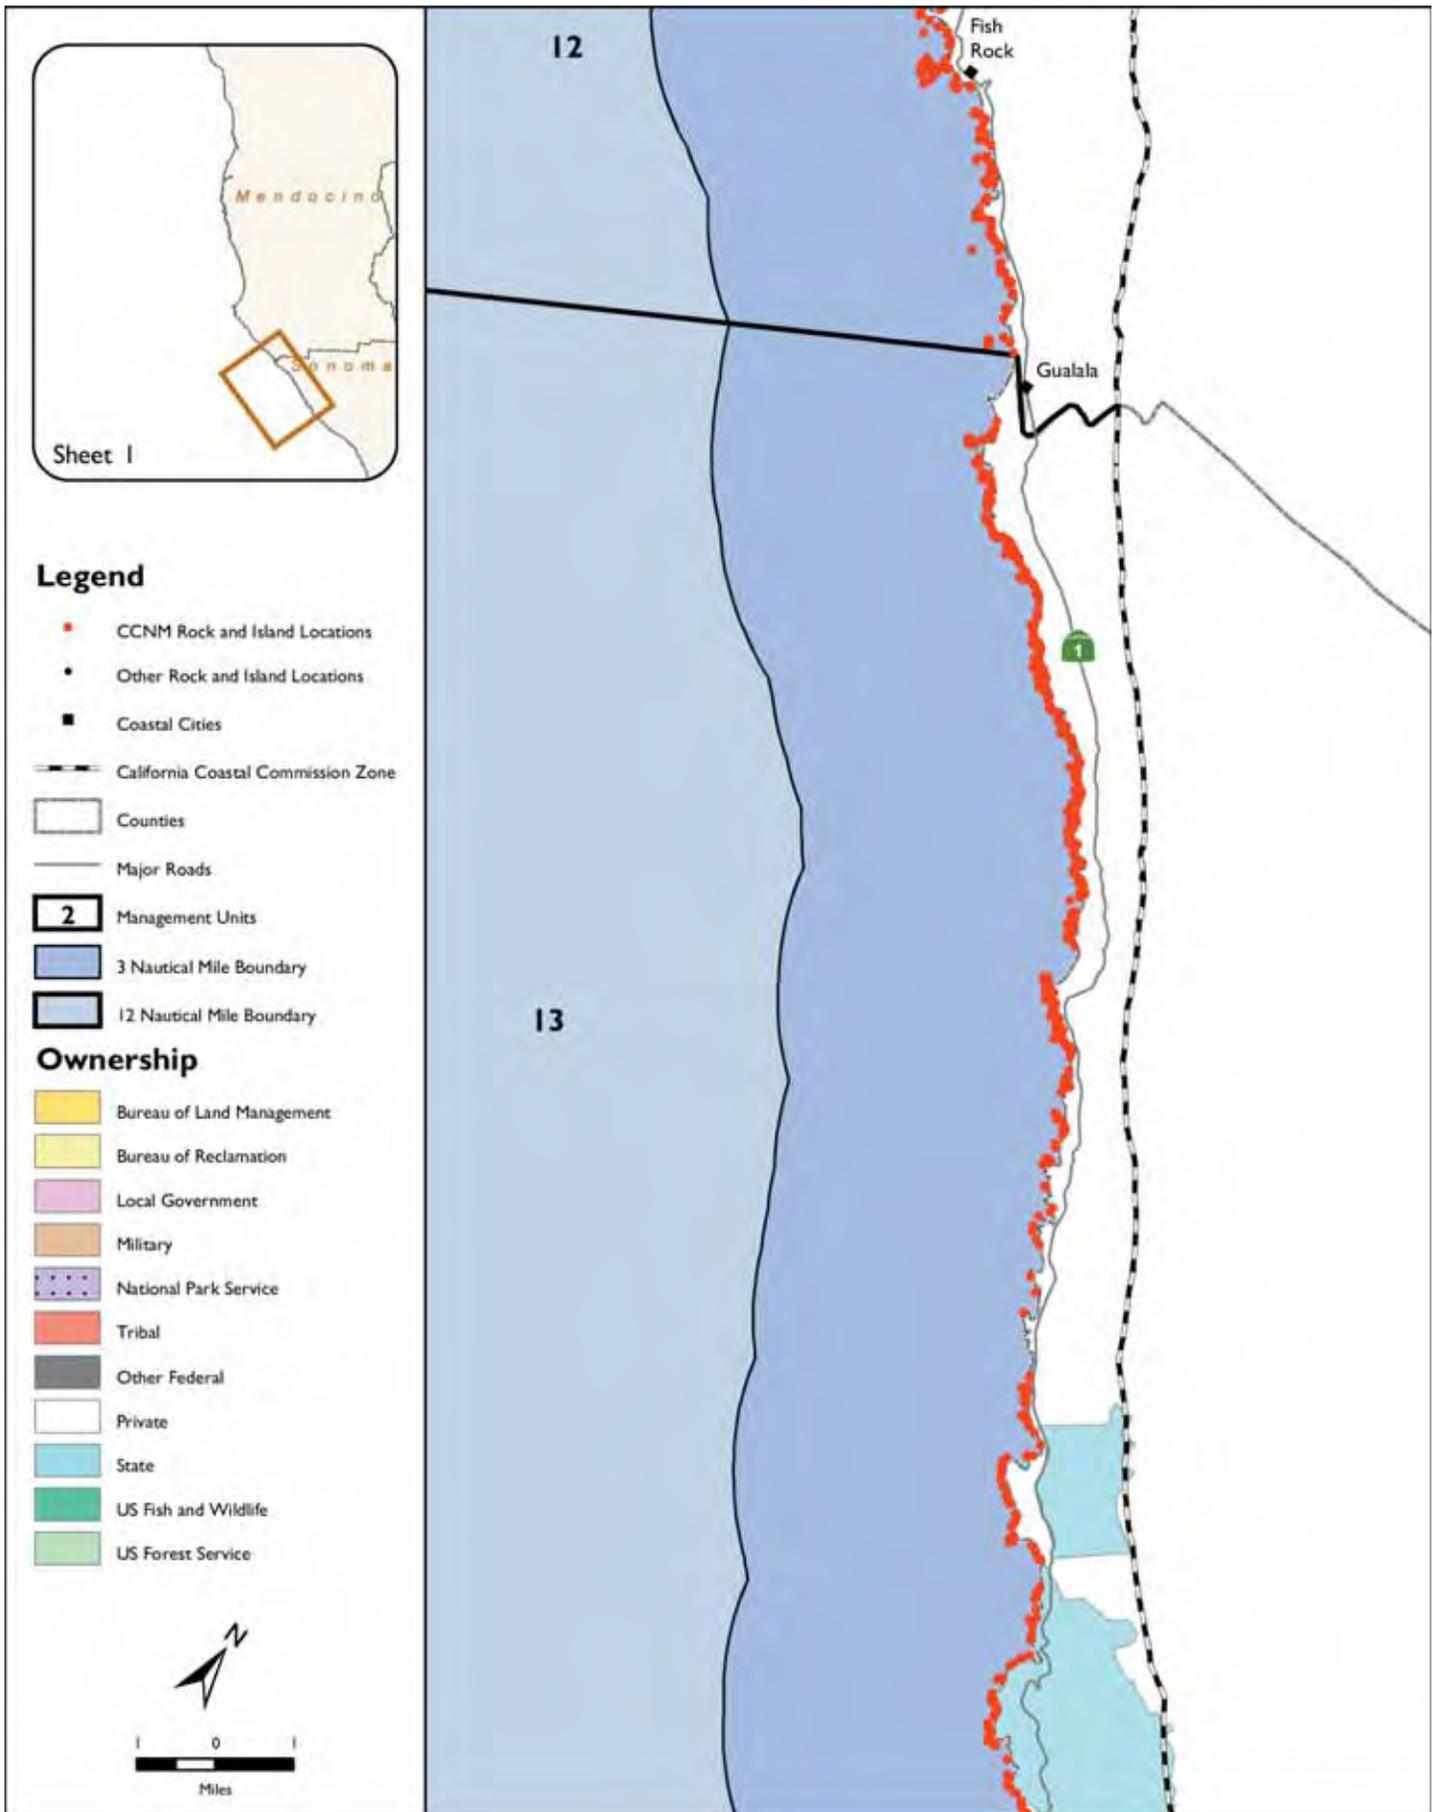 Mendocino
Sonoma
Sheet 1
Legend
CCNM Rock and Island Locations
Other Rock and Island Locations
Coastal Cities
California Coastal Commission Zone
Counties
Major Roads
2
Management Units
3 Nautical Mile Boundary
12 Nautical Mile Boundary
Ownership
Bureau of Land Management
Bureau of Reclamation
Local Government
Military
National Park Service
Tribal
Other Federal
Private
State
US Fish and Wildlife
US Forest Service
N
1 0 1
Miles
12
Fish
Rock
Gualala
1
13